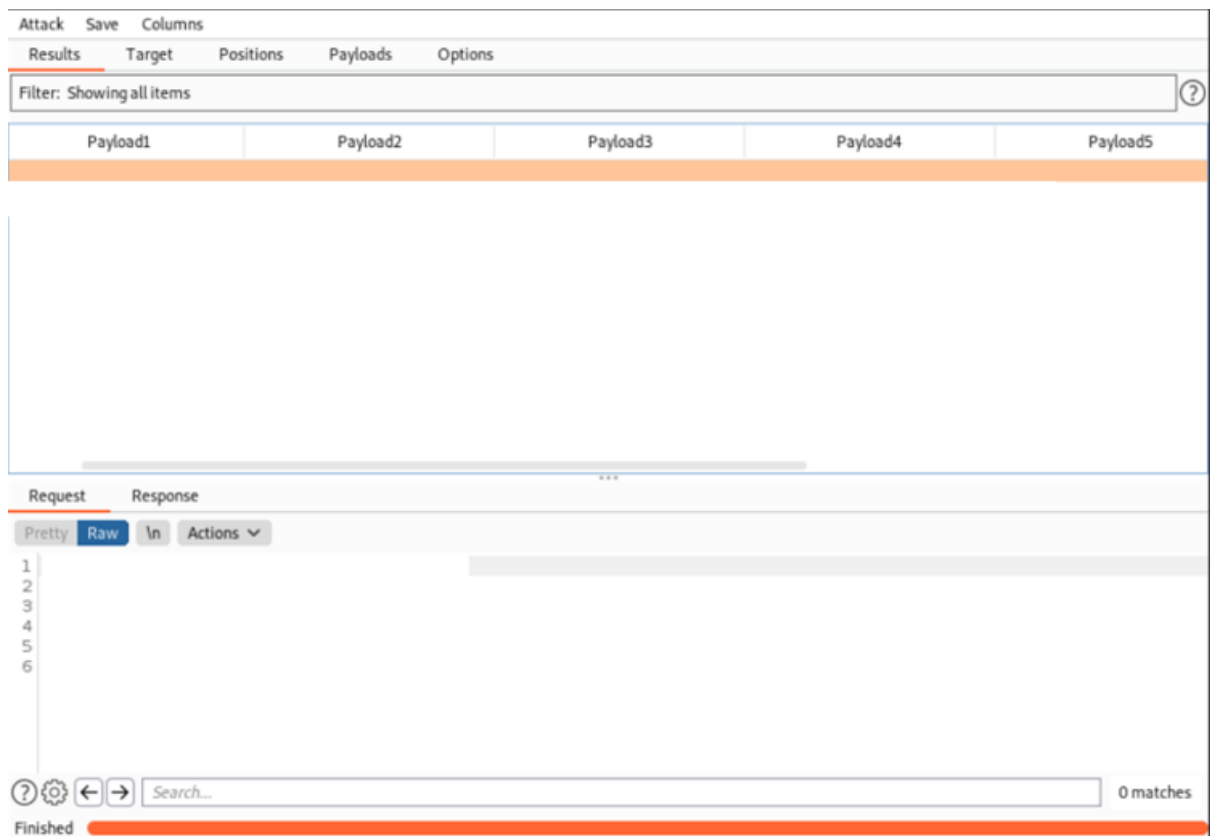 Attack Save Columns
Results Target Positions Payloads Options
Filter: Showing all items
Payload1 Payload2 Payload3 Payload4 Payload5
Request Response
Pretty Raw \n Actions
1
2
3
4
5
6
Search... 0 matches
Finished